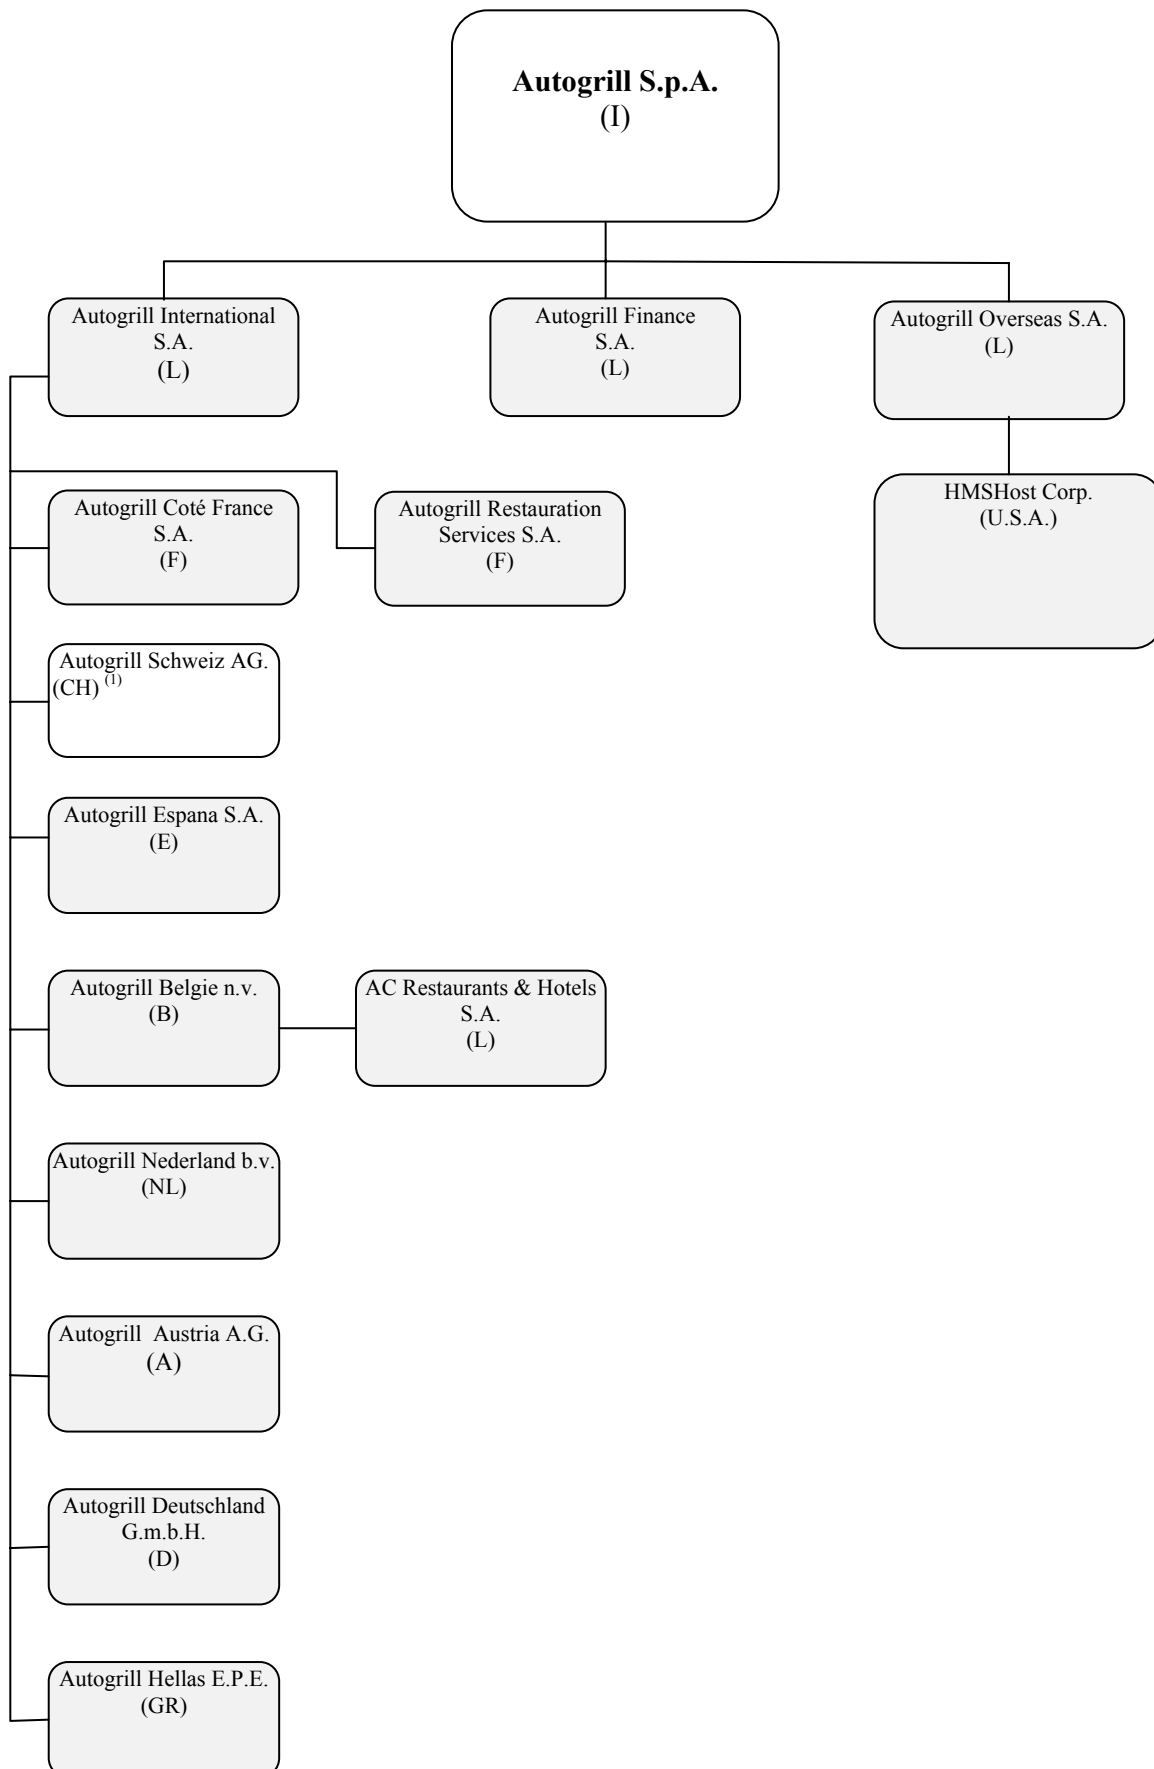 Autogrill S.p.A.
(I)
Autogrill International
S.A.
(L)
Autogrill Finance
S.A.
(L)
Autogrill Overseas S.A.
(L)
Autogrill Coté France
S.A.
(F)
Autogrill Restauration
Services S.A.
(F)
HMSHost Corp.
(U.S.A.)
Autogrill Schweiz AG.
(CH) (1)
Autogrill Espana S.A.
(E)
Autogrill Belgie n.v.
(B)
AC Restaurants & Hotels
S.A.
(L)
Autogrill Nederland b.v.
(NL)
Autogrill Austria A.G.
(A)
Autogrill Deutschland
G.m.b.H.
(D)
Autogrill Hellas E.P.E.
(GR)